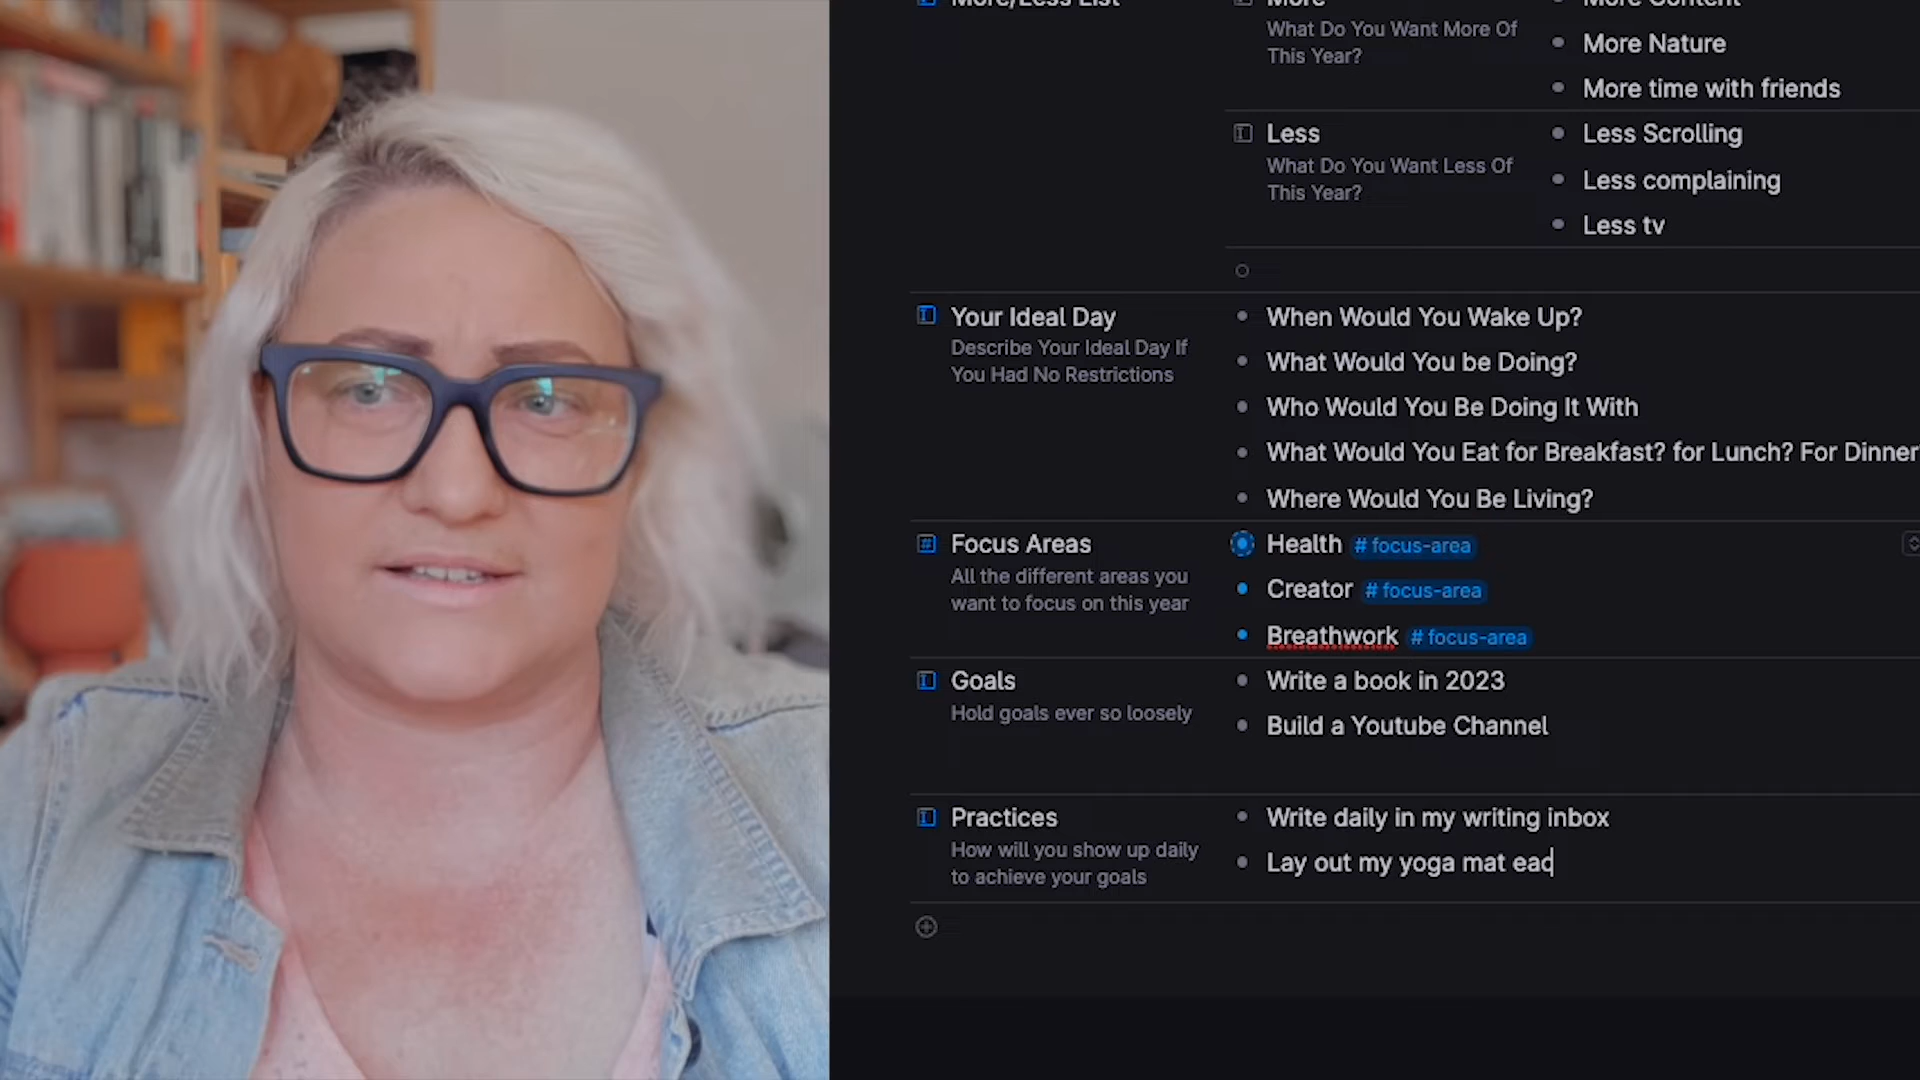 More/Less List
More
More Content
What Do You Want More Of
This Year?
More Nature
More time with friends
Less
What Do You Want Less Of
This Year?
Less Scrolling
Less complaining
Less tv
Your Ideal Day
Describe Your Ideal Day If
You Had No Restrictions
When Would You Wake Up?
What Would You be Doing?
Who Would You Be Doing It With
What Would You Eat for Breakfast? for Lunch? For Dinner
Where Would You Be Living?
Focus Areas
All the different areas you
want to focus on this year
Health # focus-area
Creator # focus-area
Breathwork # focus-area
Goals
Hold goals ever so loosely
Write a book in 2023
Build a Youtube Channel
Practices
How will you show up daily
to achieve your goals
Write daily in my writing inbox
Lay out my yoga mat eac